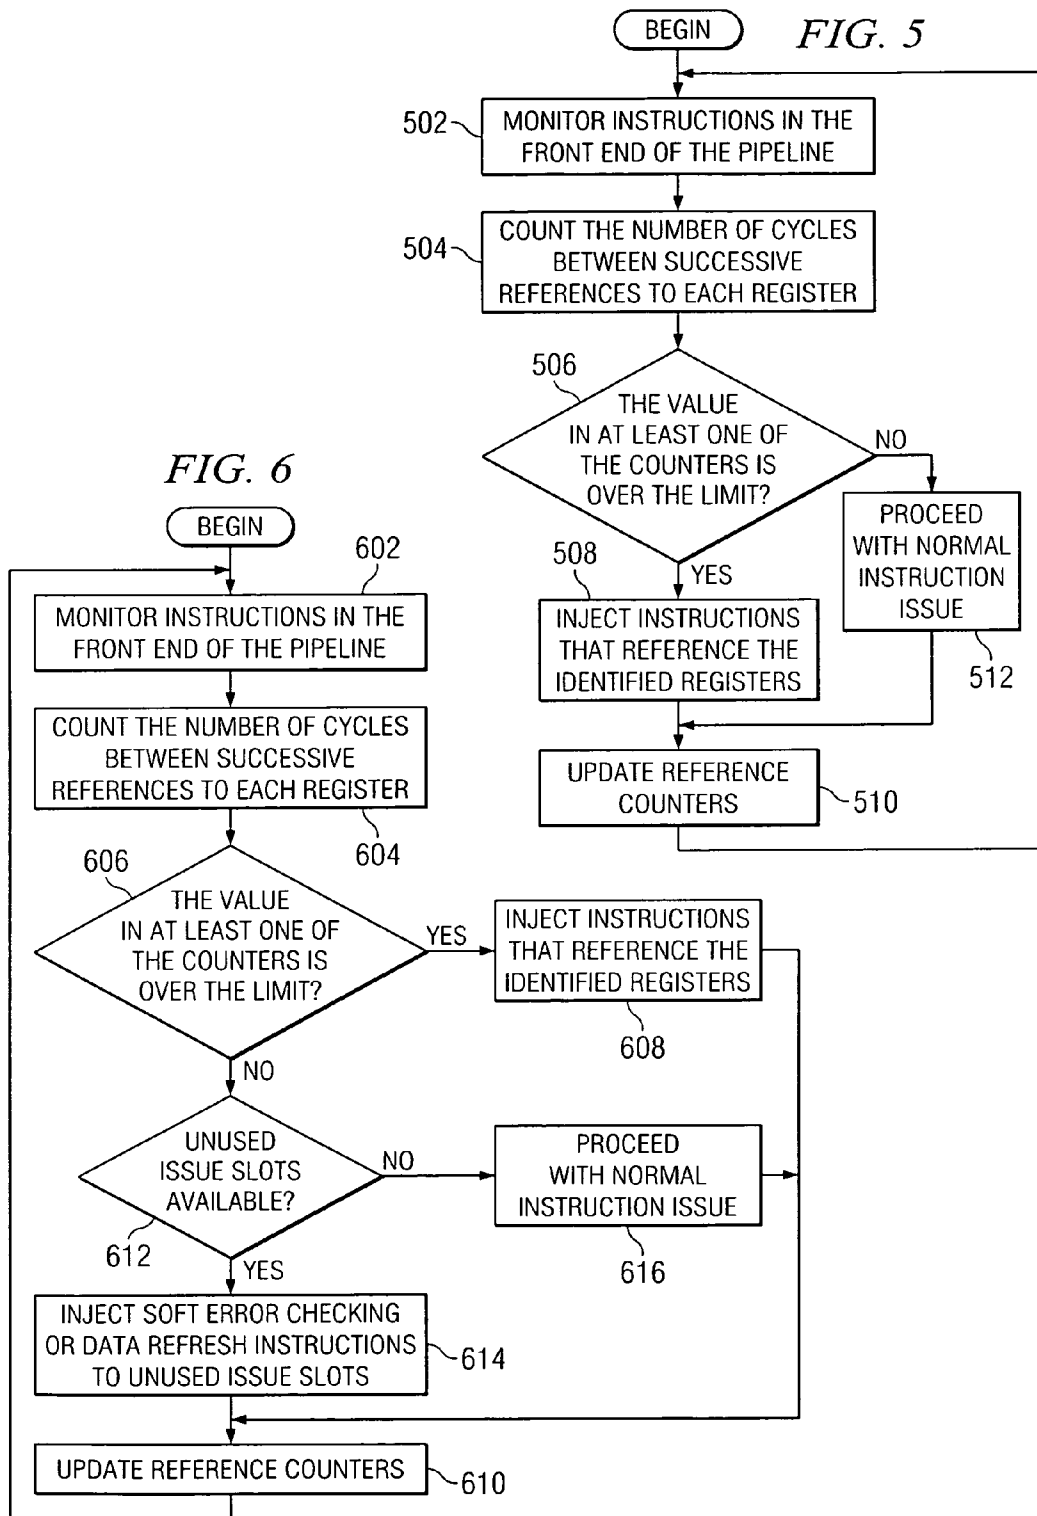 BEGIN
FIG. 5
502
MONITOR INSTRUCTIONS IN THE
FRONT END OF THE PIPELINE
504
COUNT THE NUMBER OF CYCLES
BETWEEN SUCCESSIVE
REFERENCES TO EACH REGISTER
506
THE VALUE
IN AT LEAST ONE OF
THE COUNTERS IS
OVER THE LIMIT?
NO
YES
508
INJECT INSTRUCTIONS
THAT REFERENCE THE
IDENTIFIED REGISTERS
PROCEED
WITH NORMAL
INSTRUCTION
ISSUE
512
UPDATE REFERENCE
COUNTERS
510
FIG. 6
BEGIN
602
MONITOR INSTRUCTIONS IN THE
FRONT END OF THE PIPELINE
COUNT THE NUMBER OF CYCLES
BETWEEN SUCCESSIVE
REFERENCES TO EACH REGISTER
604
606
THE VALUE
IN AT LEAST ONE OF
THE COUNTERS IS
OVER THE LIMIT?
YES
INJECT INSTRUCTIONS
THAT REFERENCE THE
IDENTIFIED REGISTERS
608
NO
UNUSED
ISSUE SLOTS
AVAILABLE?
612
NO
PROCEED
WITH NORMAL
INSTRUCTION ISSUE
616
YES
INJECT SOFT ERROR CHECKING
OR DATA REFRESH INSTRUCTIONS
TO UNUSED ISSUE SLOTS
614
UPDATE REFERENCE COUNTERS
610